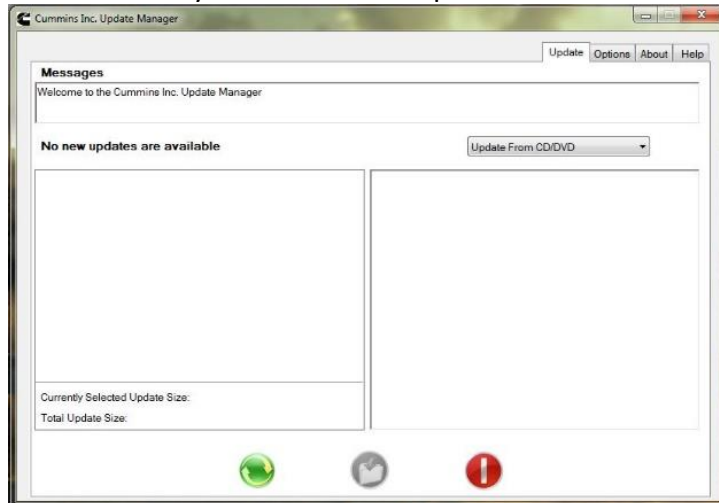 Cummins Inc. Update Manager
Update Options About Help
Messages
Welcome to the Cummins Inc. Update Manager
No new updates are available
Update From CD/DVD
Currently Selected Update Size:
Total Update Size: